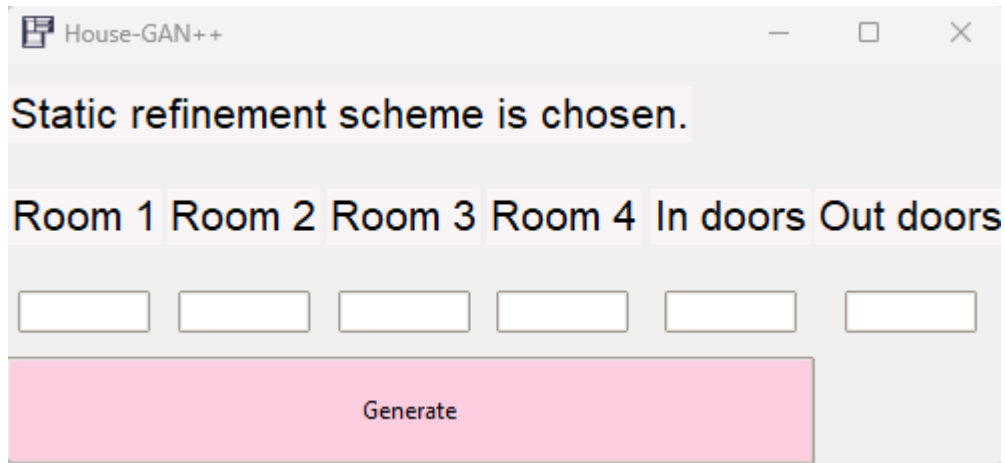 House-GAN++
Static refinement scheme is chosen.
Room 1 Room 2 Room 3 Room 4 In doors Out doors
Generate